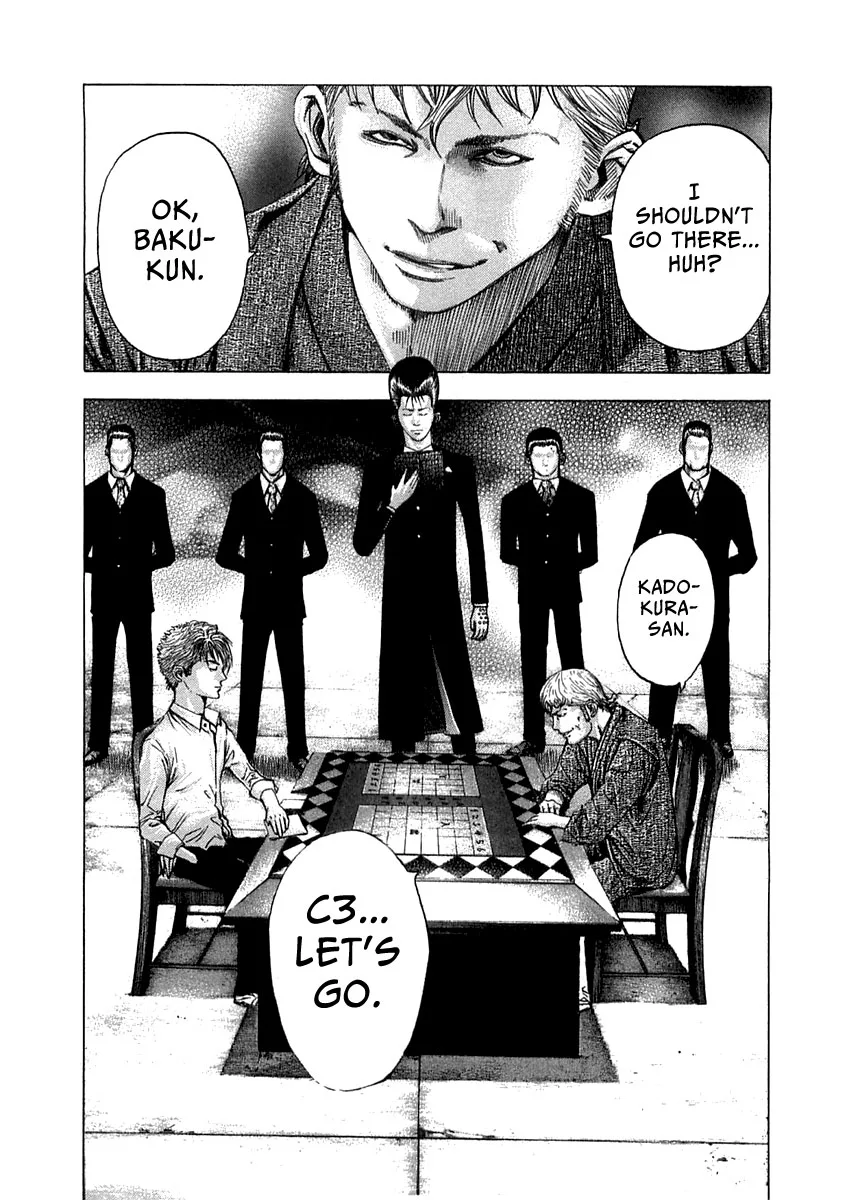 I
SHOULDN'T
GO THERE...
HUH?
OK,
BAKU-
KUN.
KADO-
KURA-
SAN.
C3...
LET'S
GO.